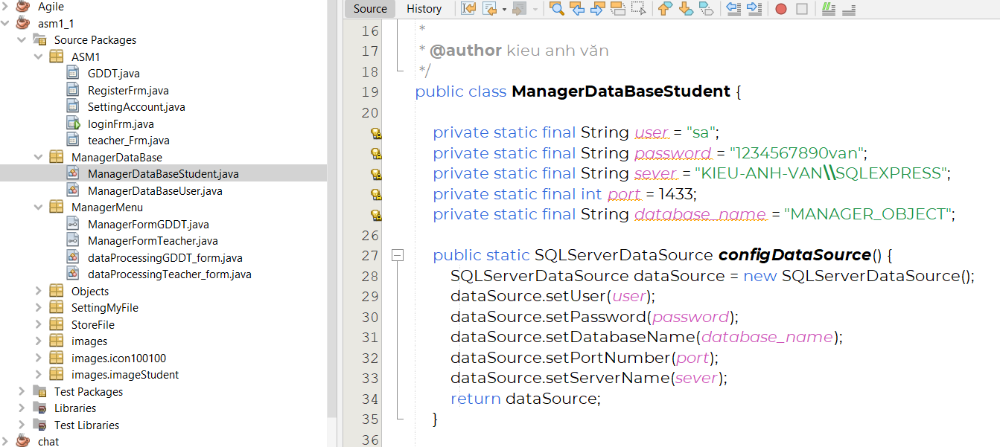 Agile
asm1_1
Source Packages
ASM1
GDDT.java
RegisterFrm.java
SettingAccount.java
loginFrm.java
teacher_Frm.java
ManagerDataBase
ManagerDataBaseStudent.java
ManagerDataBaseUser.java
ManagerMenu
ManagerFormGDDT.java
ManagerFormTeacher.java
dataProcessingGDDT_form.java
dataProcessingTeacher_form.java
Objects
SettingMyFile
StoreFile
images
images.icon100100
images.imageStudent
Test Packages
Libraries
Test Libraries
chat
Source History
16 *
17 * @author kieu anh văn
18 */
19 public class ManagerDataBaseStudent {
20
private static final String user = "sa";
private static final String password = "1234567890van";
private static final String sever = "KIEU-ANH-VAN\\SQLEXPRESS";
private static final int port = 1433;
private static final String database_name = "MANAGER_OBJECT";
26
27 public static SQLServerDataSource configDataSource() {
28 SQLServerDataSource dataSource = new SQLServerDataSource();
29 dataSource.setUser(user);
30 dataSource.setPassword(password);
31 dataSource.setDatabaseName(database_name);
32 dataSource.setPortNumber(port);
33 dataSource.setServerName(sever);
34 return dataSource;
35 }
36